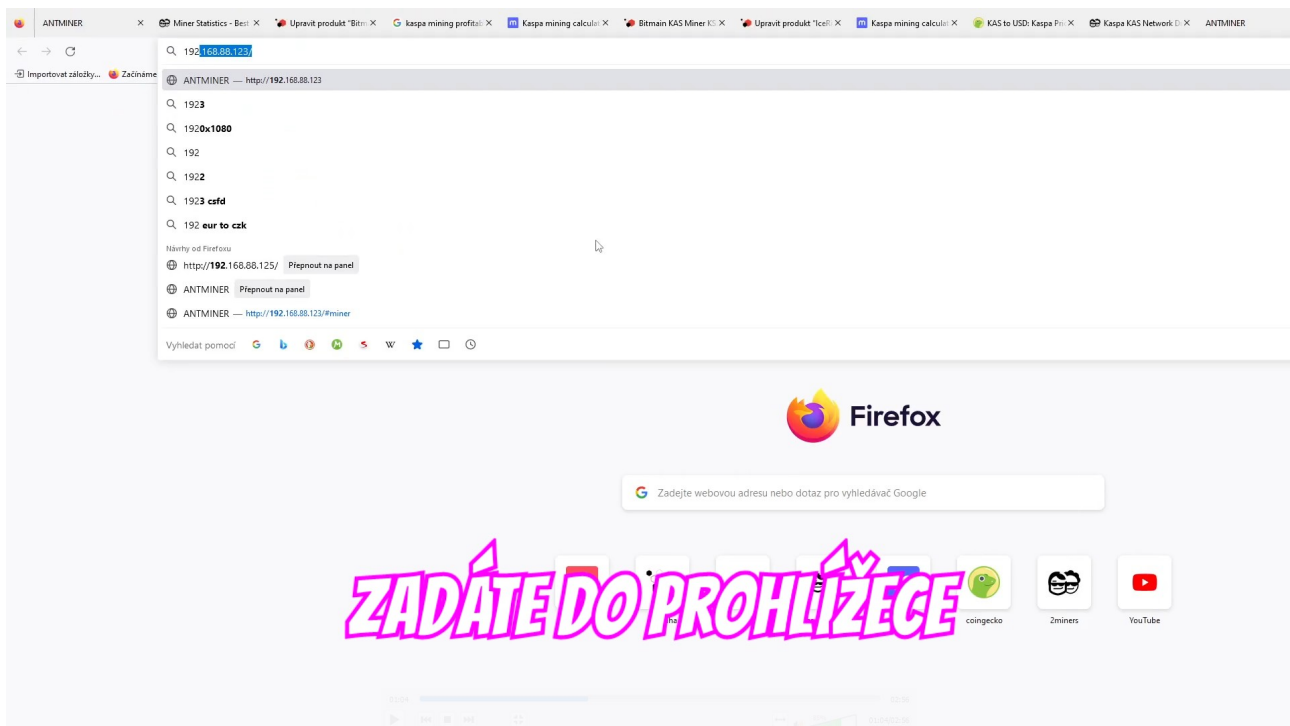 ANTMINER
Miner Statistics - Best
Upravit produkt "Bitm
kaspa mining profitab
Kaspa mining calculat
Bitmain KAS Miner KS
Upravit produkt "IceRi
Kaspa mining calculat
KAS to USD: Kaspa Pric
Kaspa KAS Network D
ANTMINER
192.168.88.123/
Importovat záložky...
Začínáme
ANTMINER — http://192.168.88.123
1923
1920x1080
192
1922
1923 csfd
192 eur to czk
Návrhy od Firefoxu
http://192.168.88.125/ Přepnout na panel
ANTMINER Přepnout na panel
ANTMINER — http://192.168.88.123/#miner
Vyhledat pomocí
Firefox
Zadejte webovou adresu nebo dotaz pro vyhledávač Google
ZADÁTE DO PROHLÍŽEČE
coingecko
2miners
YouTube